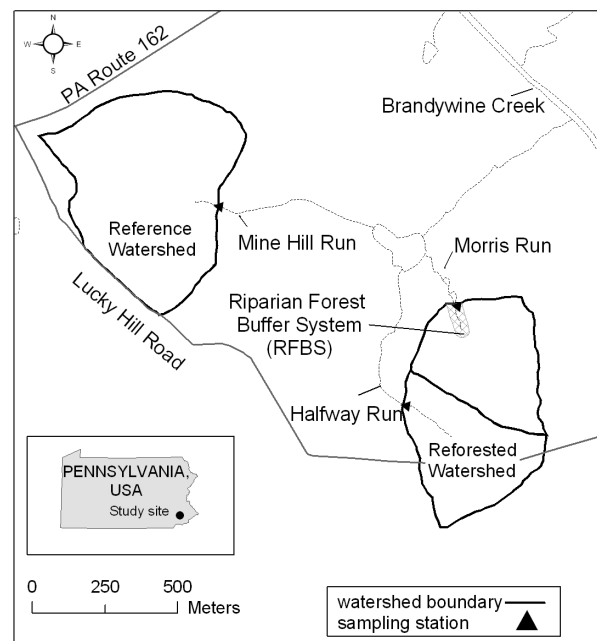 N
W E
S
PA Route 162
Brandywine Creek
Reference
Watershed
Mine Hill Run
Morris Run
Lucky Hill Road
Riparian Forest
Buffer System
(RFBS)
Halfway Run
Reforested
Watershed
PENNSYLVANIA,
USA
Study site
0 250 500
Meters
watershed boundary
sampling station